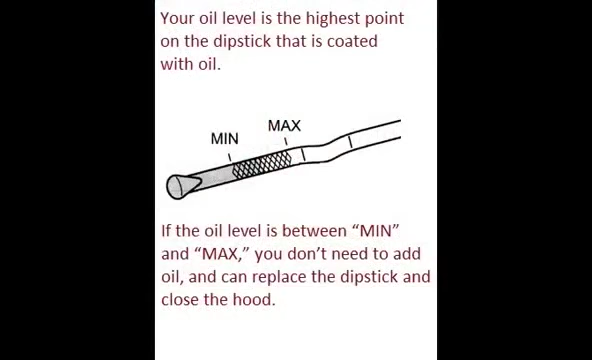 Your oil level is the highest point
on the dipstick that is coated
with oil.
MAX
MIN
If the oil level is between “MIN”
and “MAX,” you don’t need to add
oil, and can replace the dipstick and
close the hood.